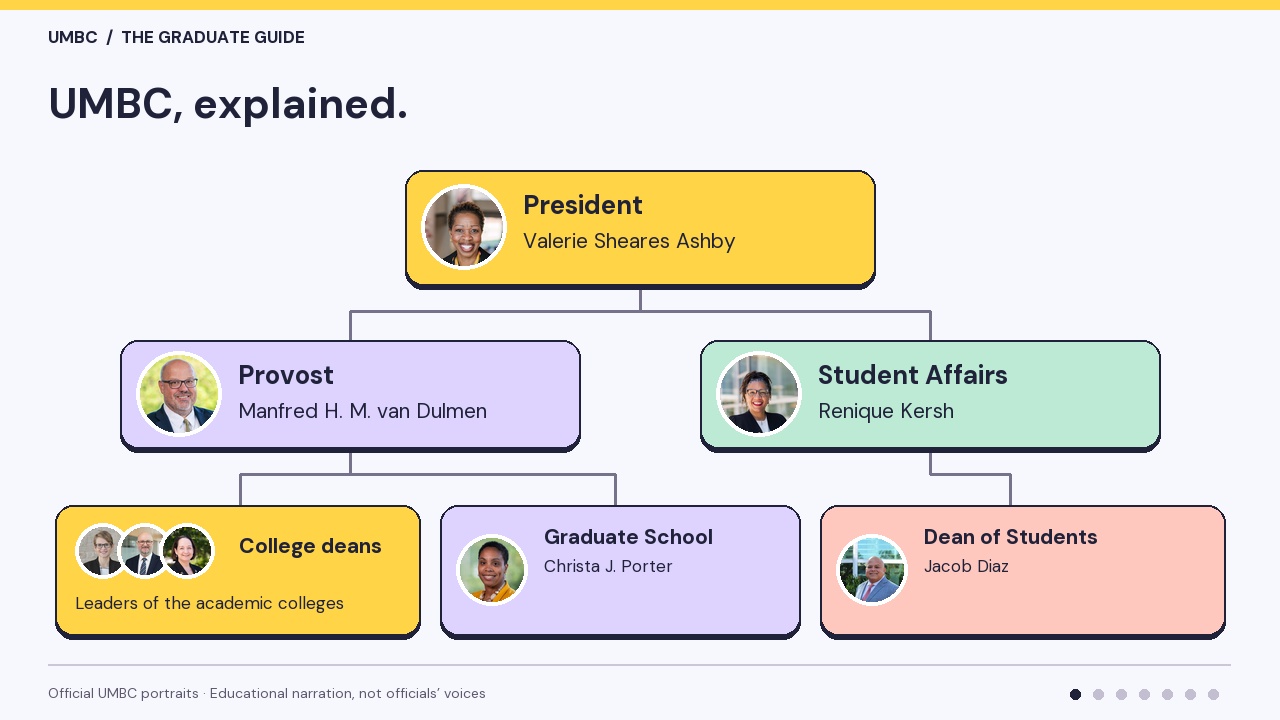 UMBC / THE GRADUATE GUIDE
UMBC, explained.
President
Valerie Sheares Ashby
Provost
Manfred H. M. van Dulmen
Student Affairs
Renique Kersh
College deans
Leaders of the academic colleges
Graduate School
Christa J. Porter
Dean of Students
Jacob Diaz
Official UMBC portraits · Educational narration, not officials’ voices